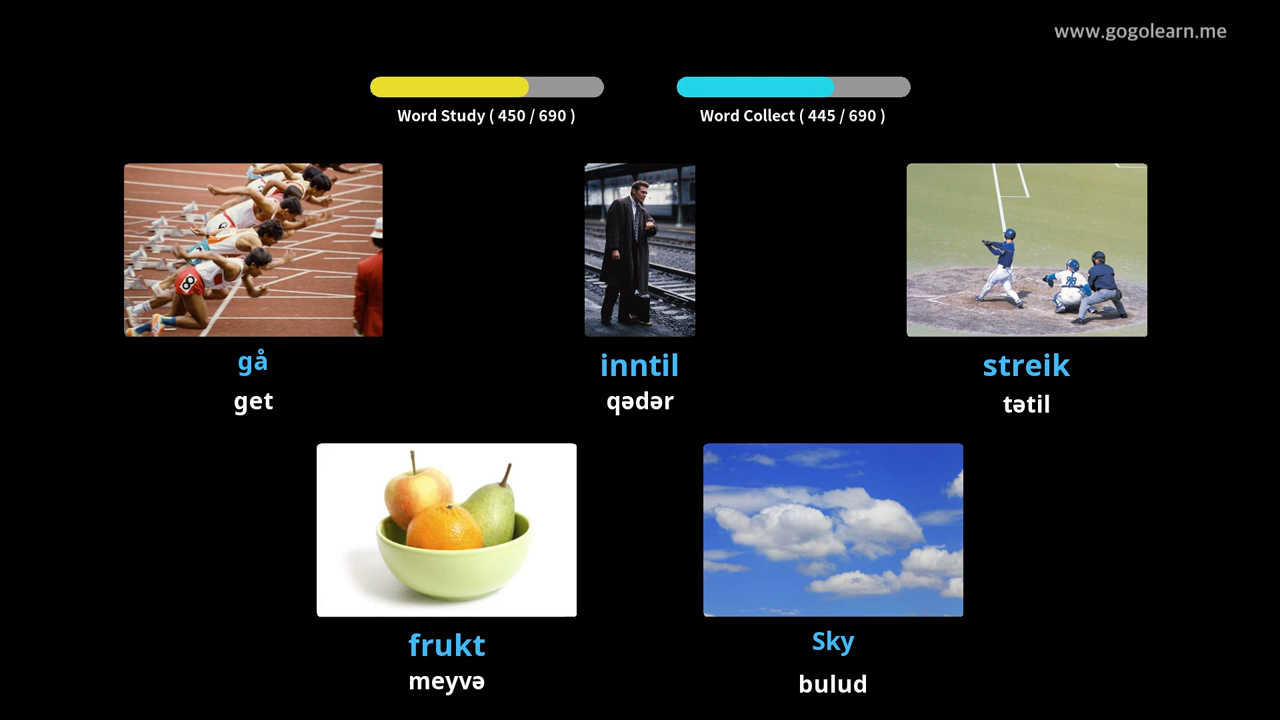 www.gogolearn.me
Word Study ( 450 / 690 )
Word Collect ( 445 / 690 )
gå
get
inntil
qədər
streik
tətil
frukt
meyvə
Sky
bulud